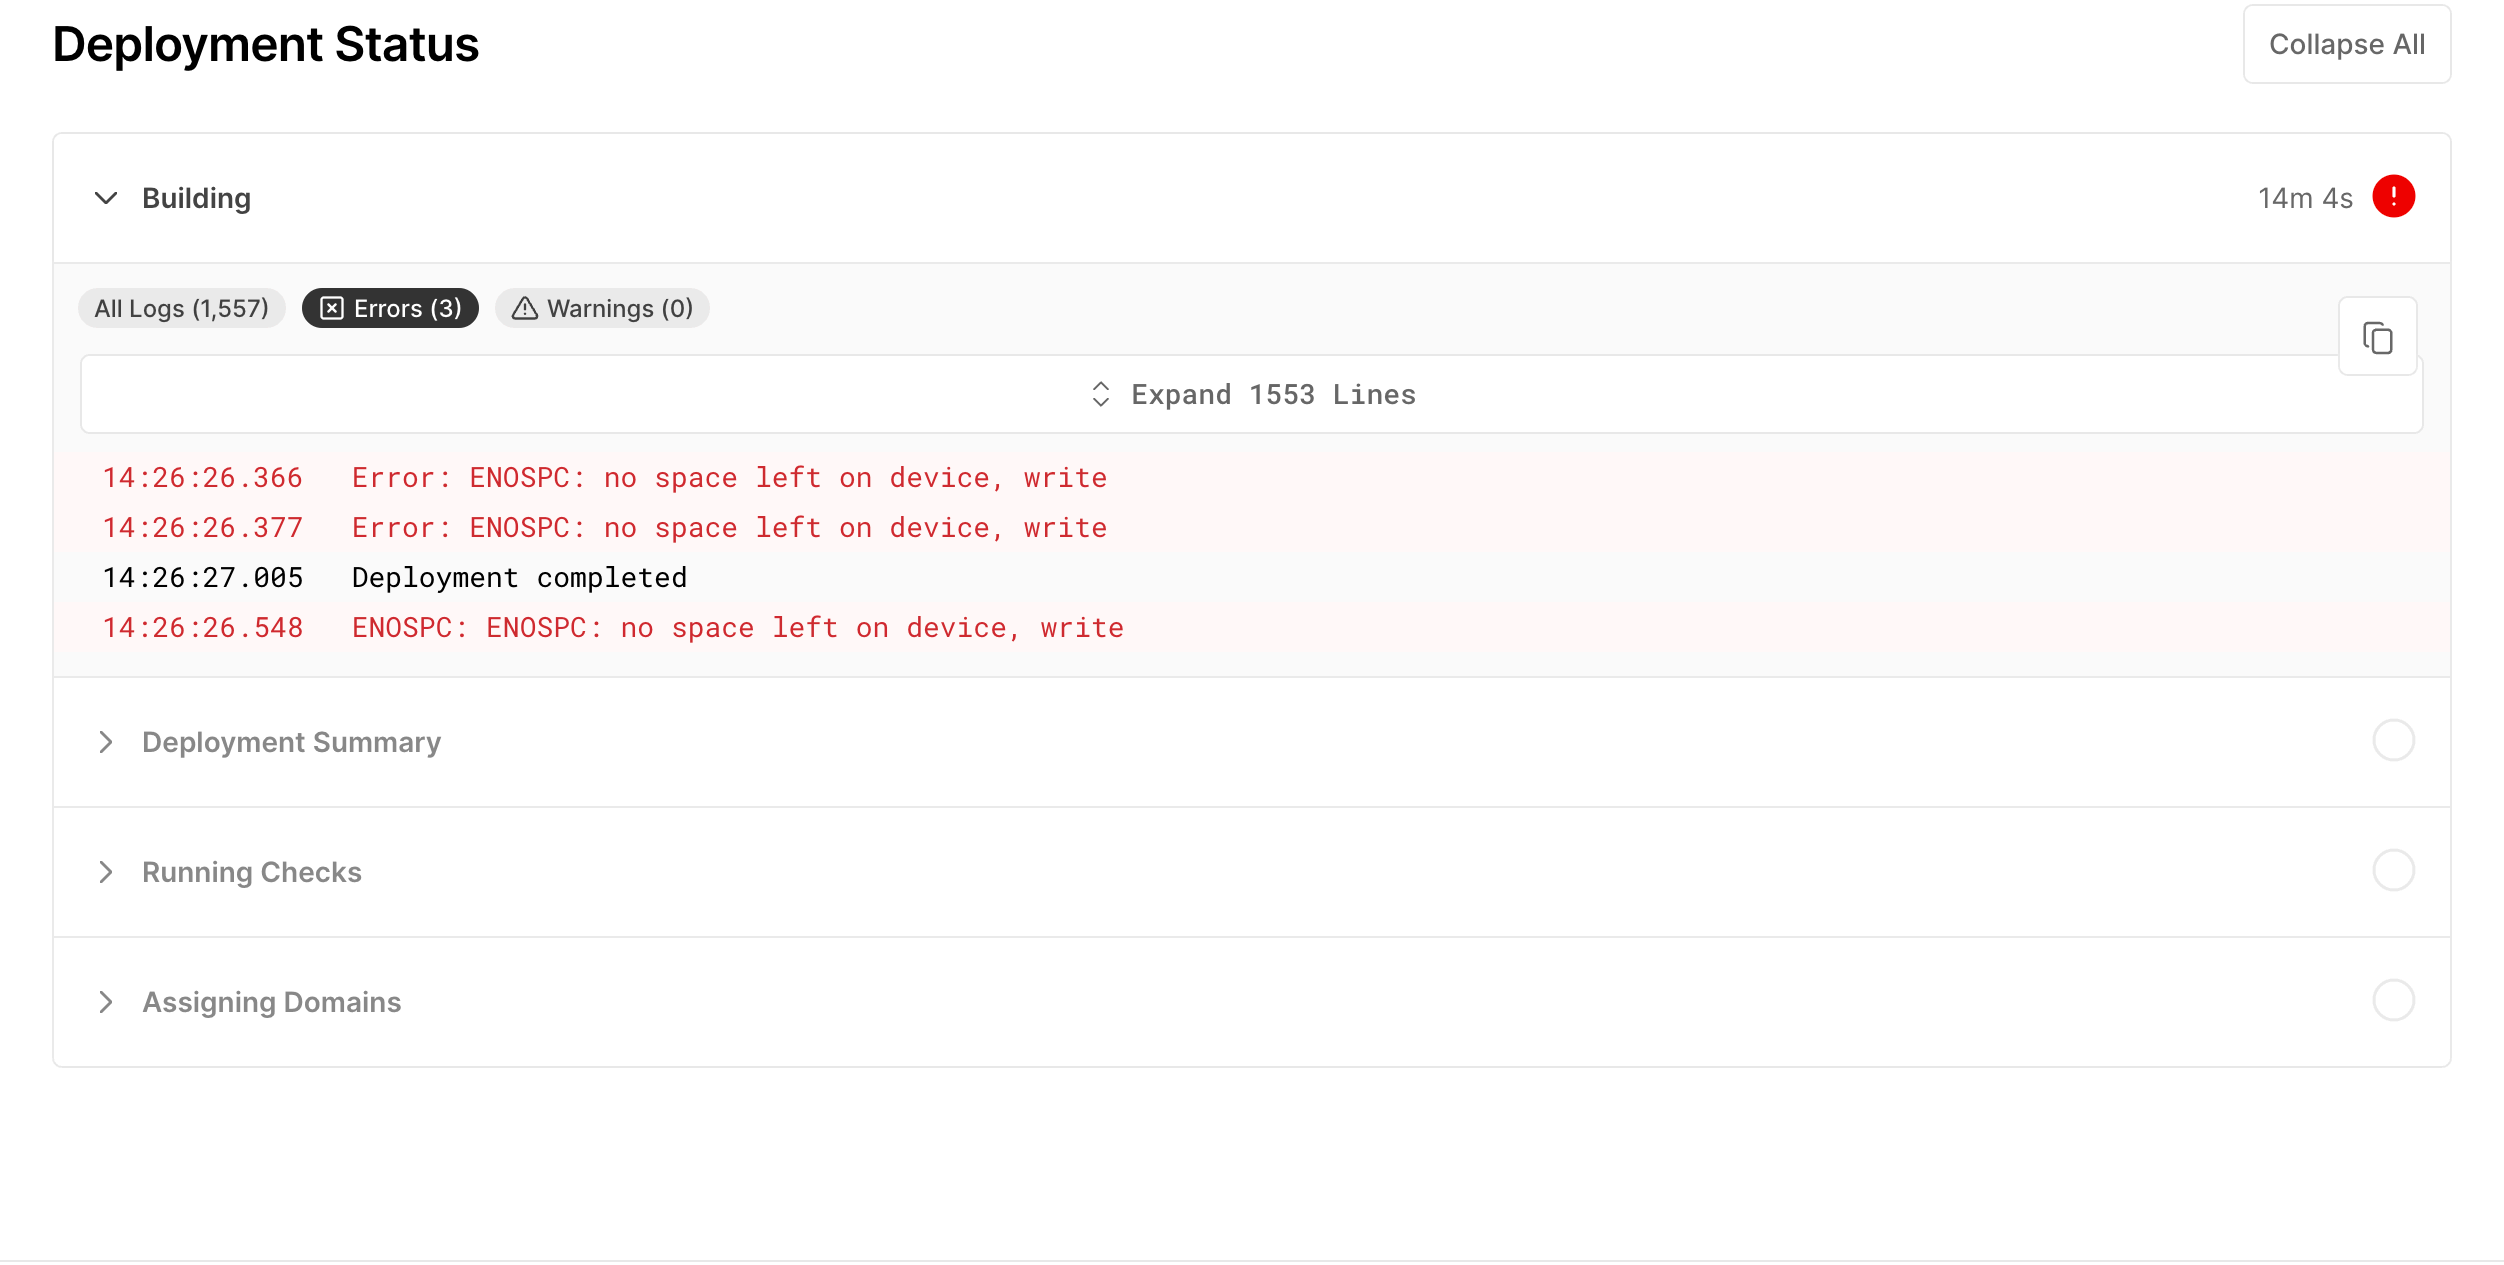 Deployment Status
Collapse All
Building
14m 4s
All Logs (1,557)
Errors (3)
Warnings (0)
Expand 1553 Lines
14:26:26.366 Error: ENOSPC: no space left on device, write
14:26:26.377 Error: ENOSPC: no space left on device, write
14:26:27.005 Deployment completed
14:26:26.548 ENOSPC: ENOSPC: no space left on device, write
Deployment Summary
Running Checks
Assigning Domains